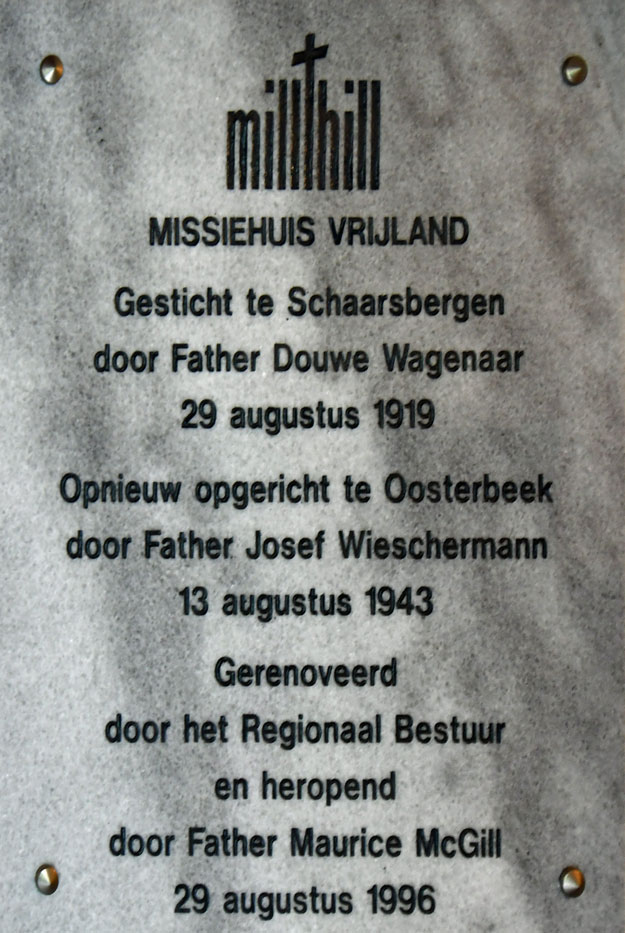 millhill
MISSIEHUIS VRIJLAND
Gesticht te Schaarsbergen
door Father Douwe Wagenaar
29 augustus 1919
Opnieuw opgericht te Oosterbeek
door Father Josef Wieschermann
13 augustus 1943
Gerenoveerd
door het Regionaal Bestuur
en heropend
door Father Maurice McGill
29 augustus 1996